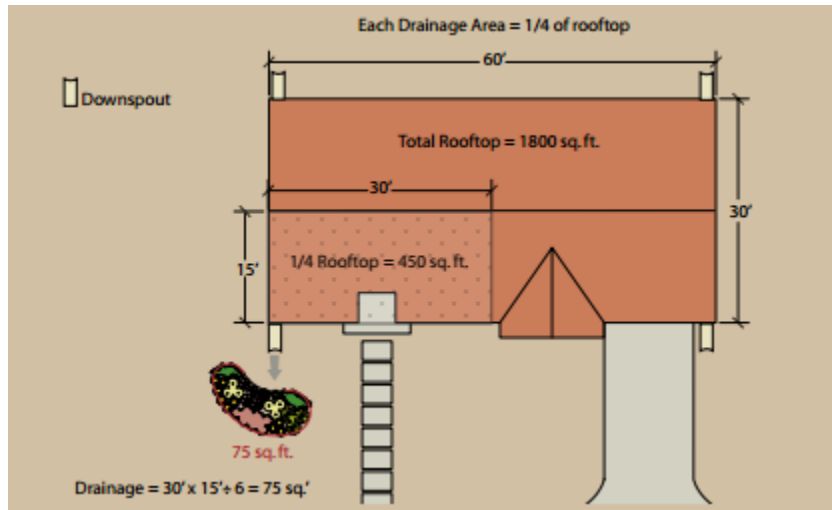 Each Drainage Area = 1/4 of rooftop
60'
Downspout
Total Rooftop = 1800 sq. ft.
30'
30'
15'
1/4 Rooftop = 450 sq. ft.
75 sq. ft.
Drainage = 30' x 15'÷ 6 = 75 sq.'